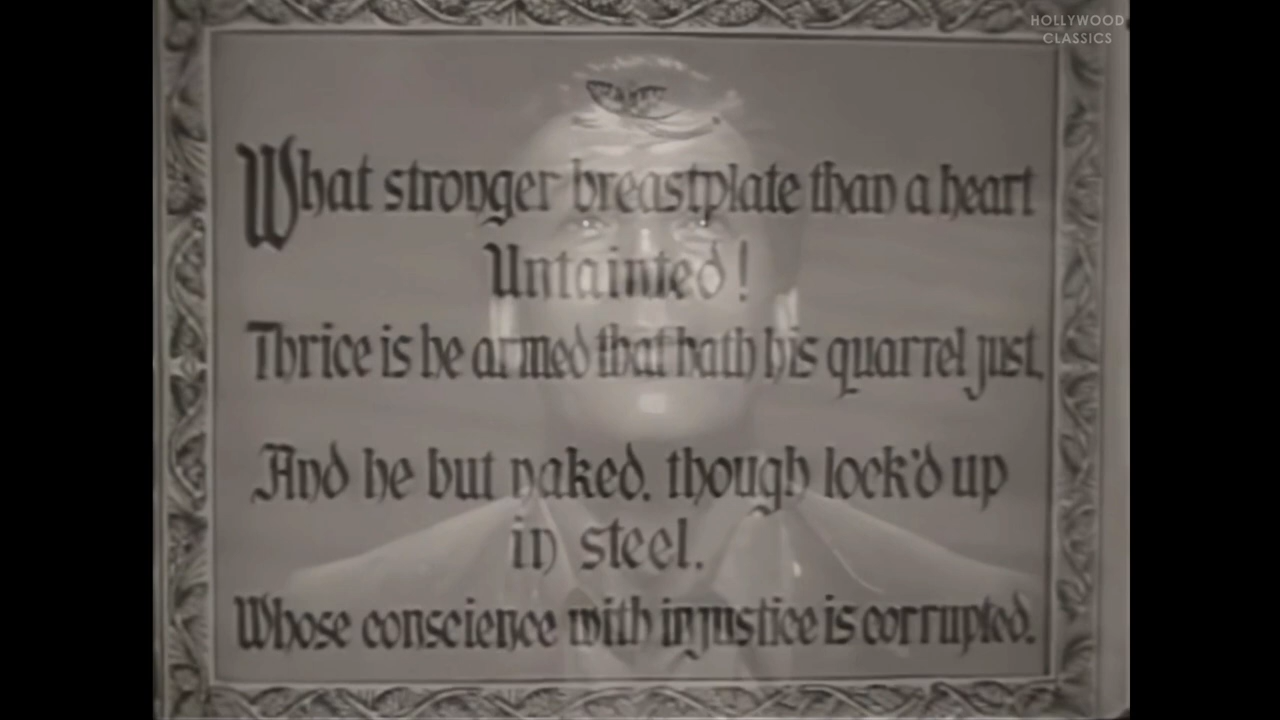 HOLLYWOOD
CLASSICS
What stronger breastplate than a heart
Untainted!
Thrice is he armed that hath his quarrel just,
And he but naked, though lock'd up
in steel.
Whose conscience with injustice is corrupted.